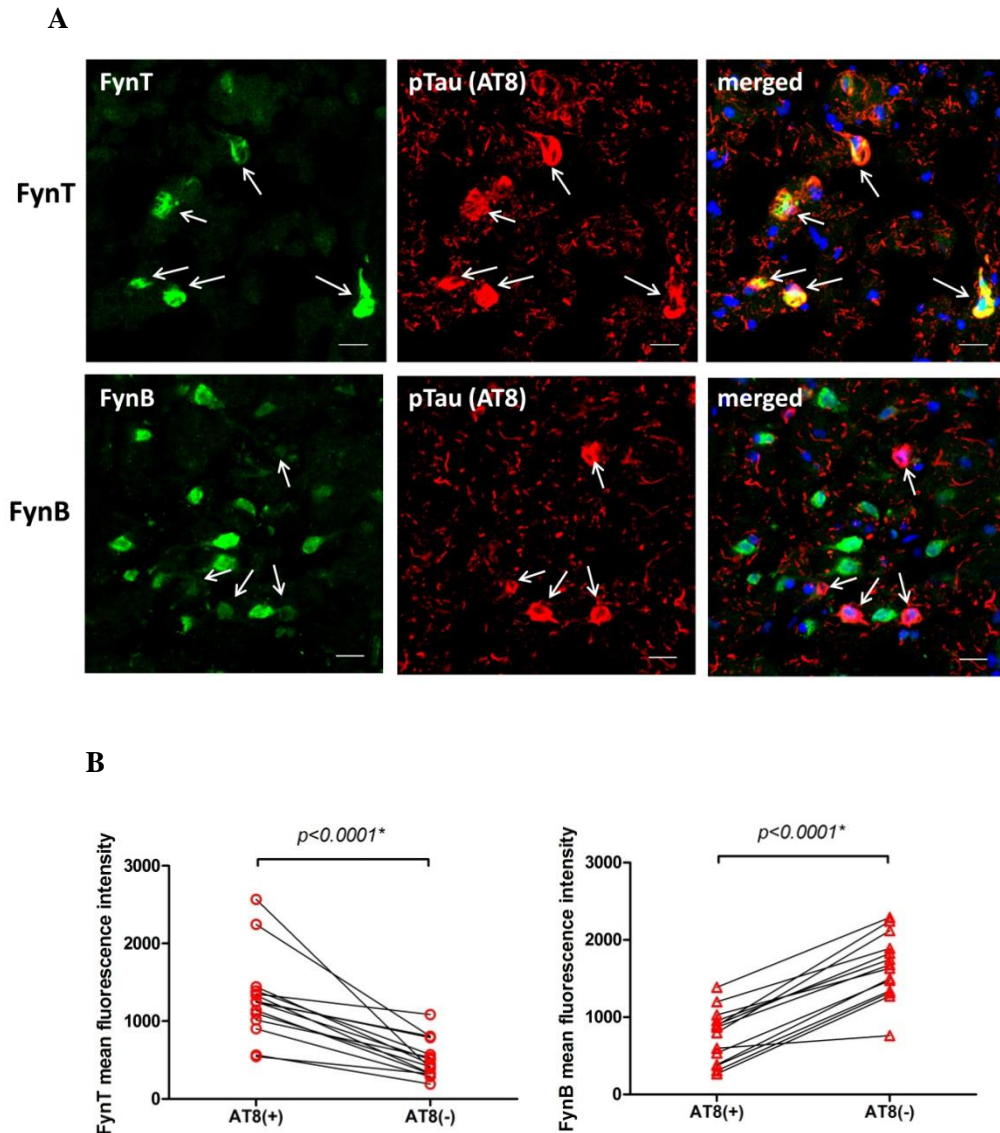 A
FynT
pTau (AT8)
merged
FynT
FynB
pTau (AT8)
merged
FynB
B
p<0.0001*
3000
2000
1000
0
FynT mean fluorescence intensity
AT8(+)
AT8(-)
p<0.0001*
3000
2000
1000
0
FynB mean fluorescence intensity
AT8(+)
AT8(-)